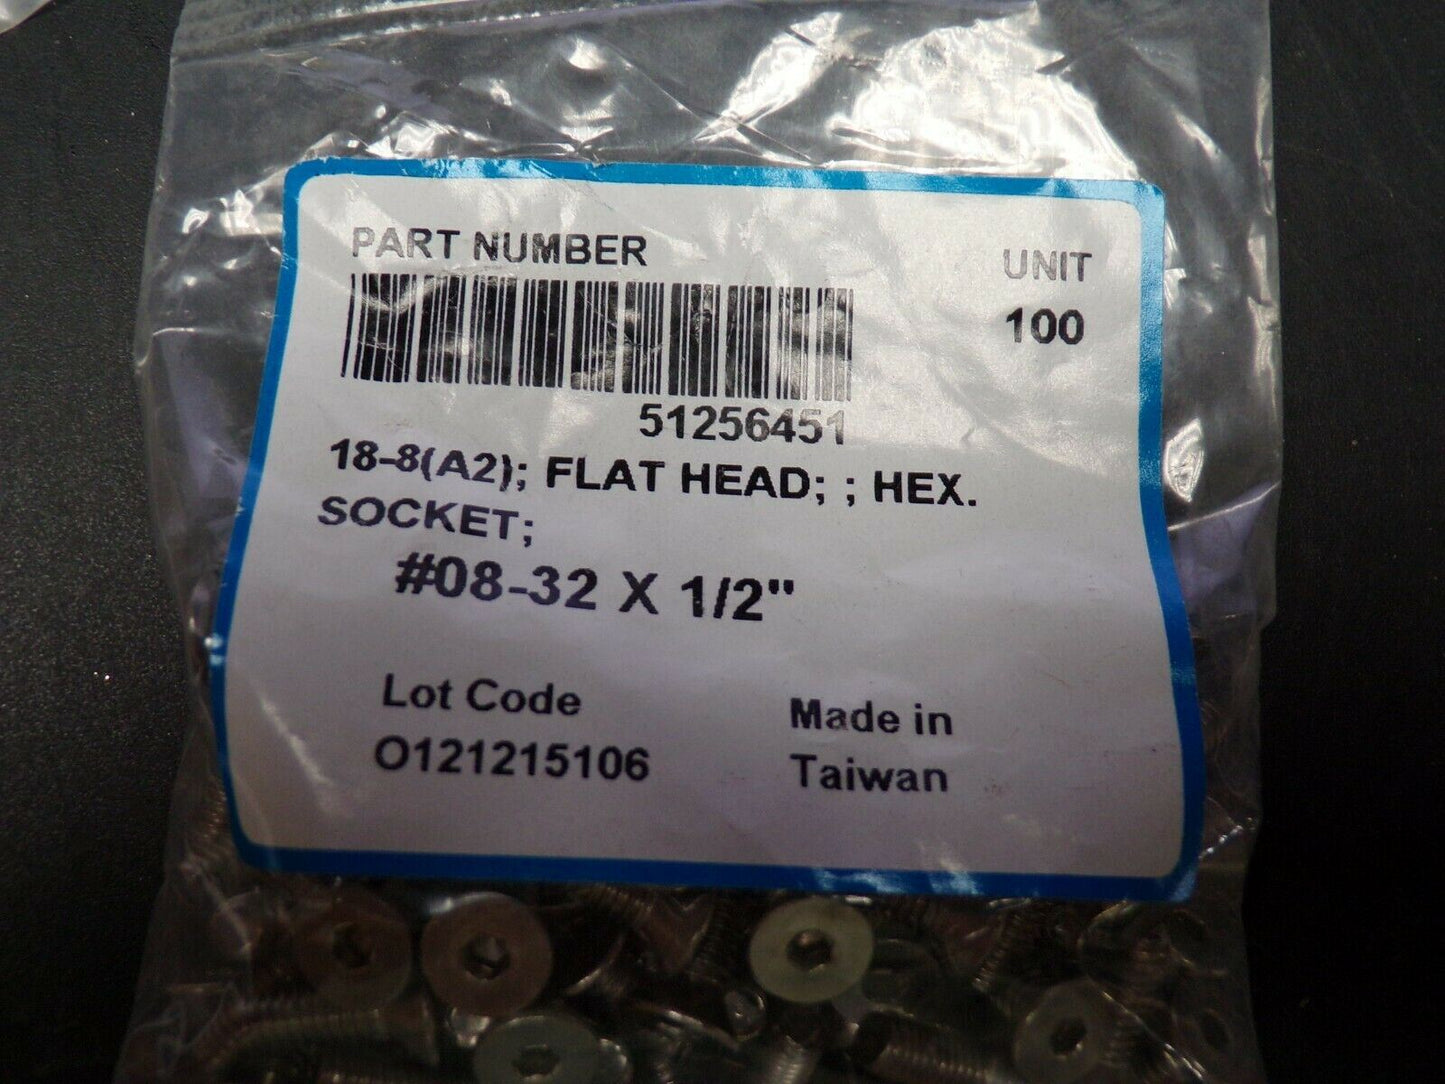 PART NUMBER
UNIT
100
51256451
18-8(A2); FLAT HEAD; ; HEX.
SOCKET;
#08-32 X 1/2"
Lot Code
O121215106
Made in
Taiwan